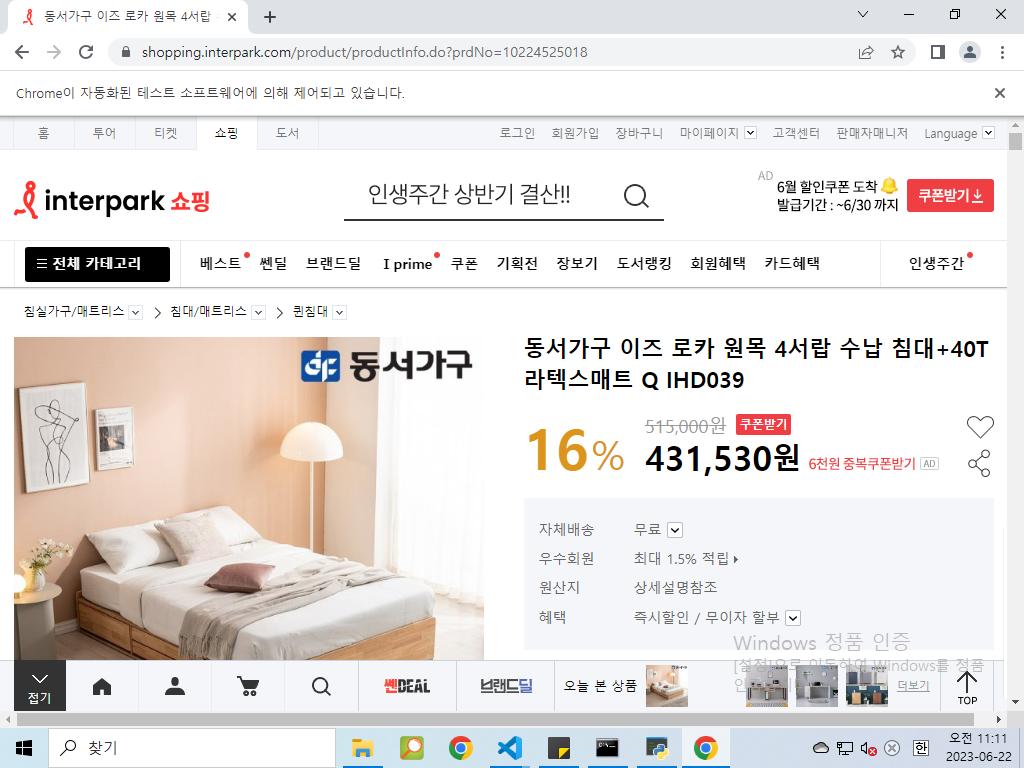 동서가구 이즈 로카 원목 4서랍
shopping.interpark.com/product/productInfo.do?prdNo=10224525018
Chrome이 자동화된 테스트 소프트웨어에 의해 제어되고 있습니다.
홈 투어 티켓 쇼핑 도서 로그인 회원가입 장바구니 마이페이지 고객센터 판매자매니저 Language
interpark 쇼핑
인생주간 상반기 결산!!
AD
6월 할인쿠폰 도착
발급기간 : ~6/30 까지
쿠폰받기
전체 카테고리 베스트 쎈딜 브랜드딜 I prime 쿠폰 기획전 장보기 도서랭킹 회원혜택 카드혜택 인생주간
침실가구/매트리스 침대/매트리스 퀸침대
동서가구
동서가구 이즈 로카 원목 4서랍 수납 침대+40T
라텍스매트 Q IHD039
16% 515,000원 쿠폰받기
431,530원 6천원 중복쿠폰받기 AD
자체배송 무료
우수회원 최대 1.5% 적립
원산지 상세설명참조
혜택 즉시할인 / 무이자 할부
Windows 정품 인증
[설정]으로 이동하여 Windows를 정품
접기 쎈DEAL 브랜드딜 오늘 본 상품 더보기 TOP
찾기
한
오전 11:11
2023-06-22